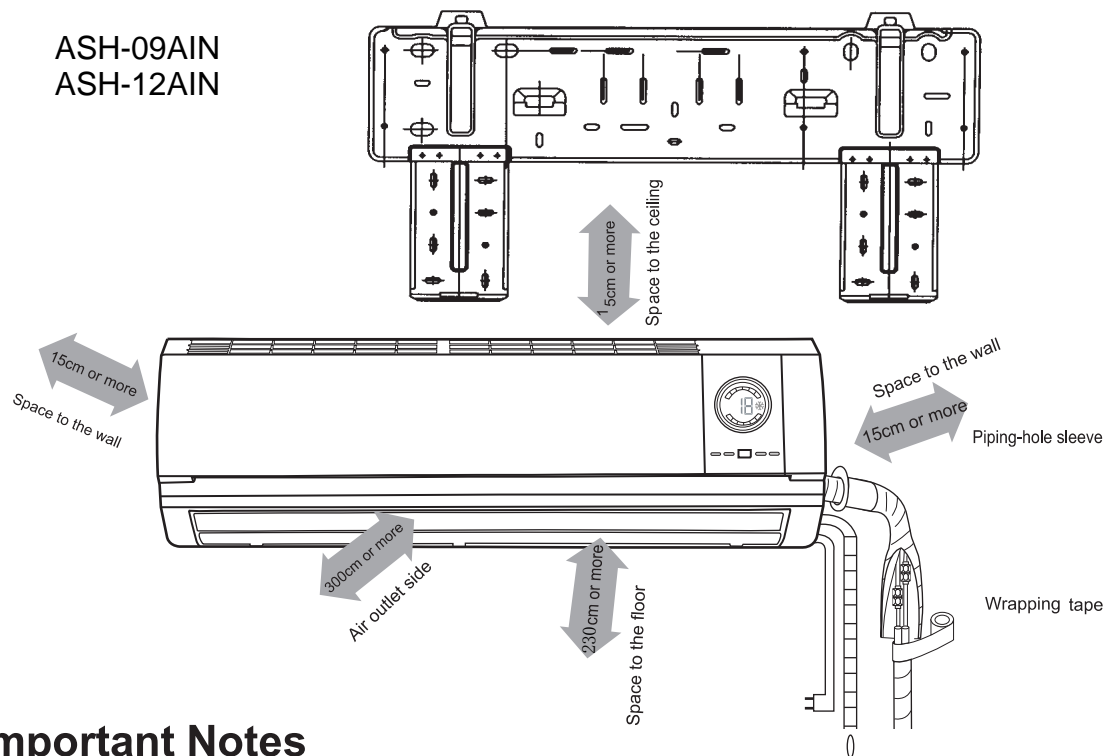 ASH-09AIN
ASH-12AIN
15cm or more
Space to the ceiling
15cm or more
Space to the wall
18
Space to the wall
15cm or more
Piping-hole sleeve
300cm or more
Air outlet side
230cm or more
Space to the floor
Wrapping tape
mportant Notes